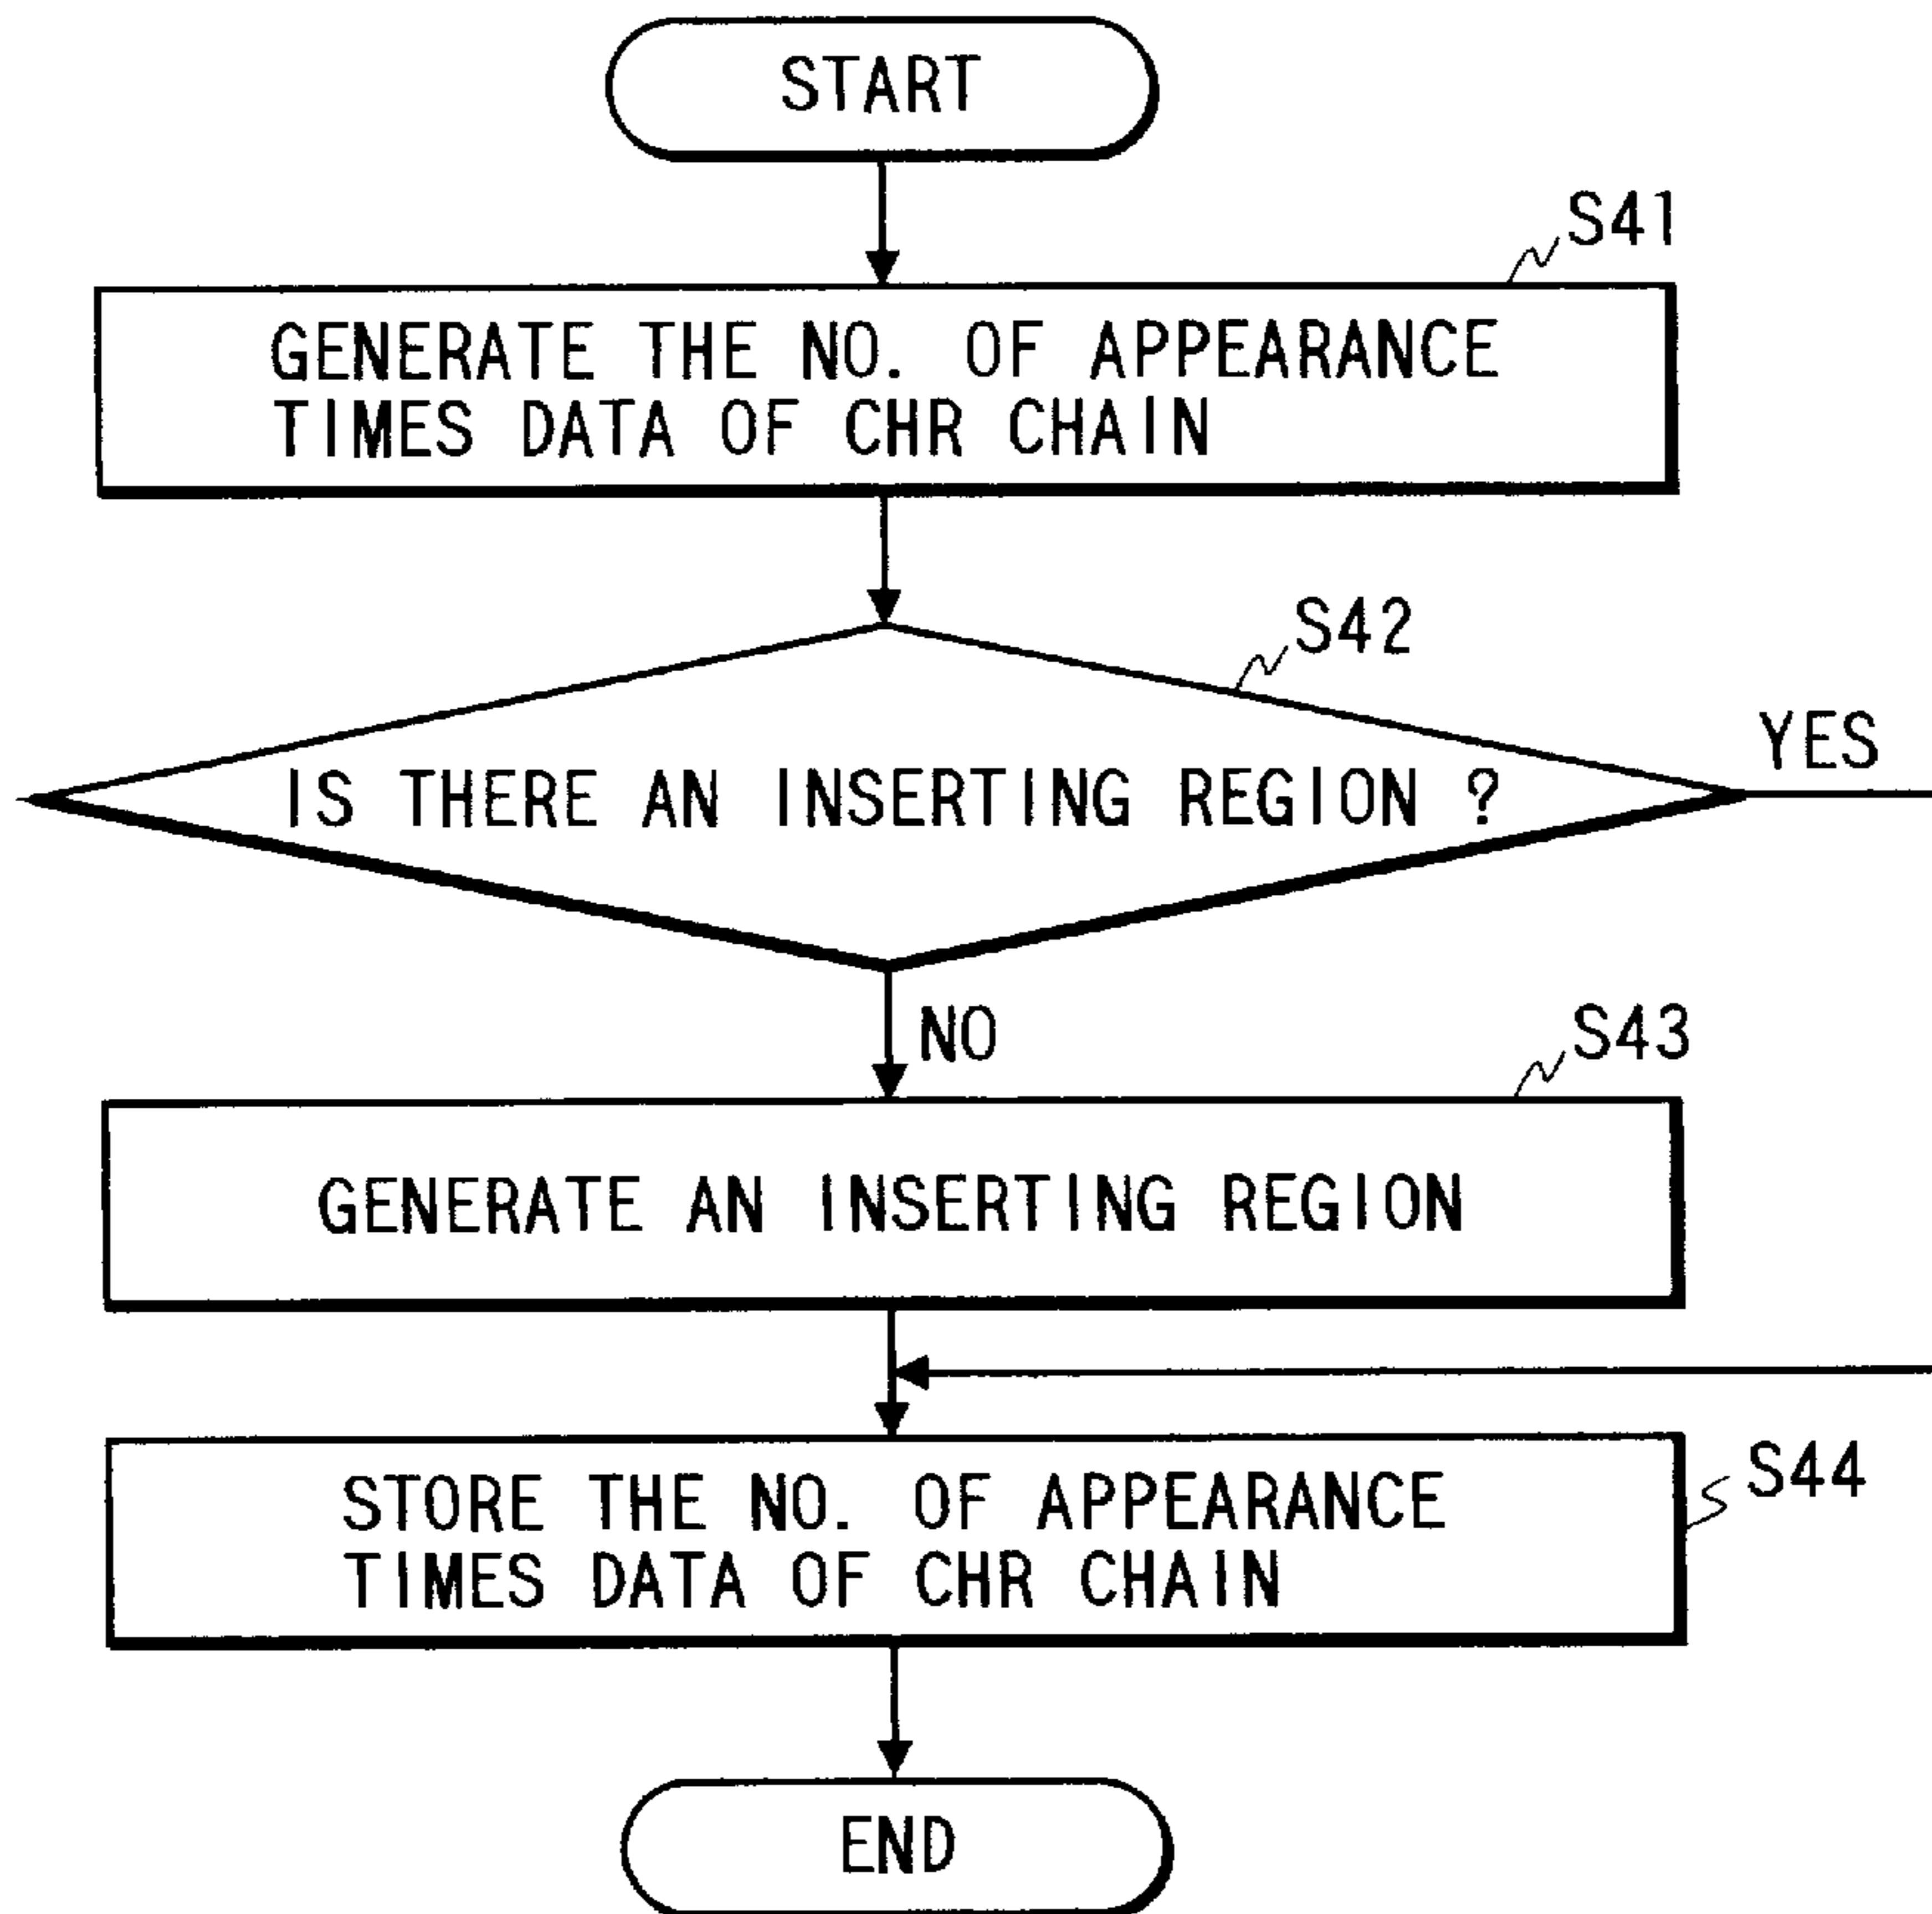 START
S41
GENERATE THE NO. OF APPEARANCE
TIMES DATA OF CHR CHAIN
S42
YES
IS THERE AN INSERTING REGION ?
NO
S43
GENERATE AN INSERTING REGION
S44
STORE THE NO. OF APPEARANCE
TIMES DATA OF CHR CHAIN
END